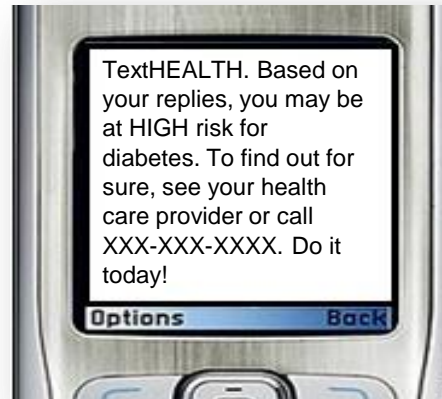 TextHEALTH. Based on
your replies, you may be
at HIGH risk for
diabetes. To find out for
sure, see your health
care provider or call
XXX-XXX-XXXX. Do it
today!
Options Back